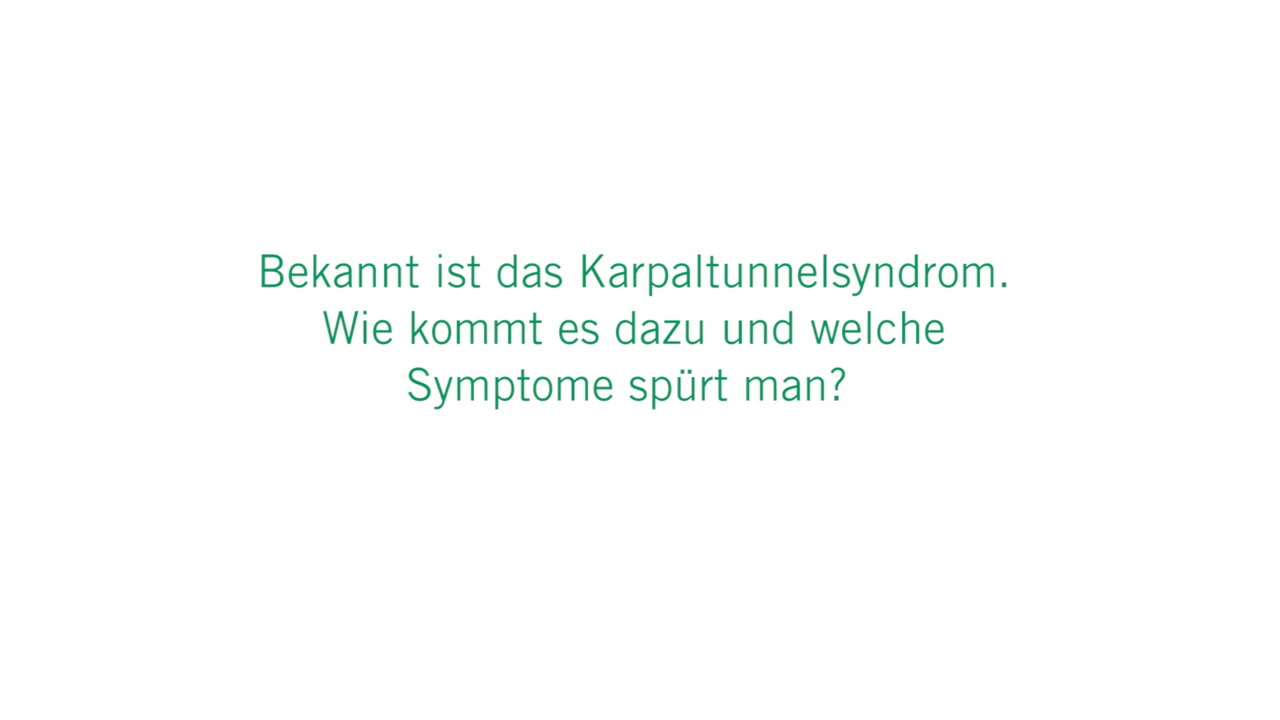 Bekannt ist das Karpaltunnelsyndrom.
Wie kommt es dazu und welche
Symptome spürt man?